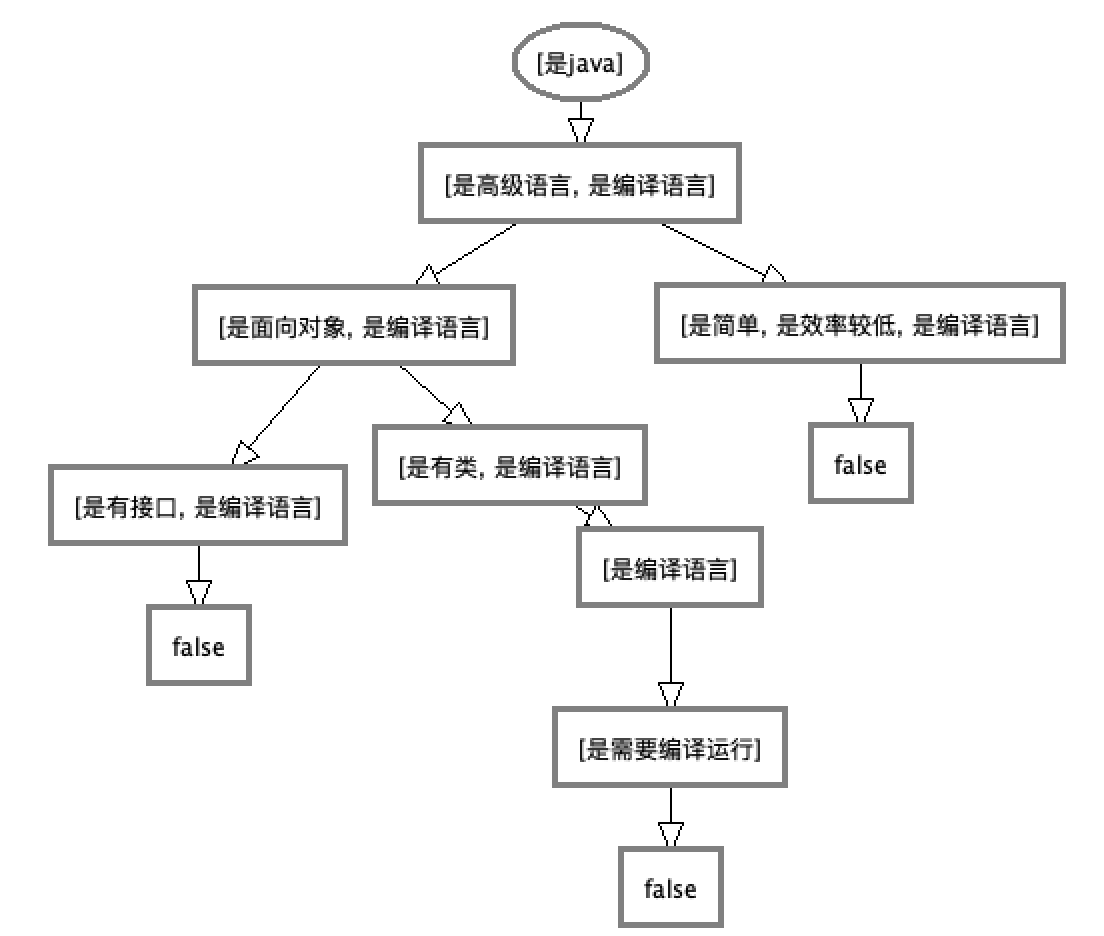 [是java]
[是高级语言, 是编译语言]
[是面向对象, 是编译语言]
[是简单, 是效率较低, 是编译语言]
[是有类, 是编译语言]
false
[是有接口, 是编译语言]
[是编译语言]
false
[是需要编译运行]
false